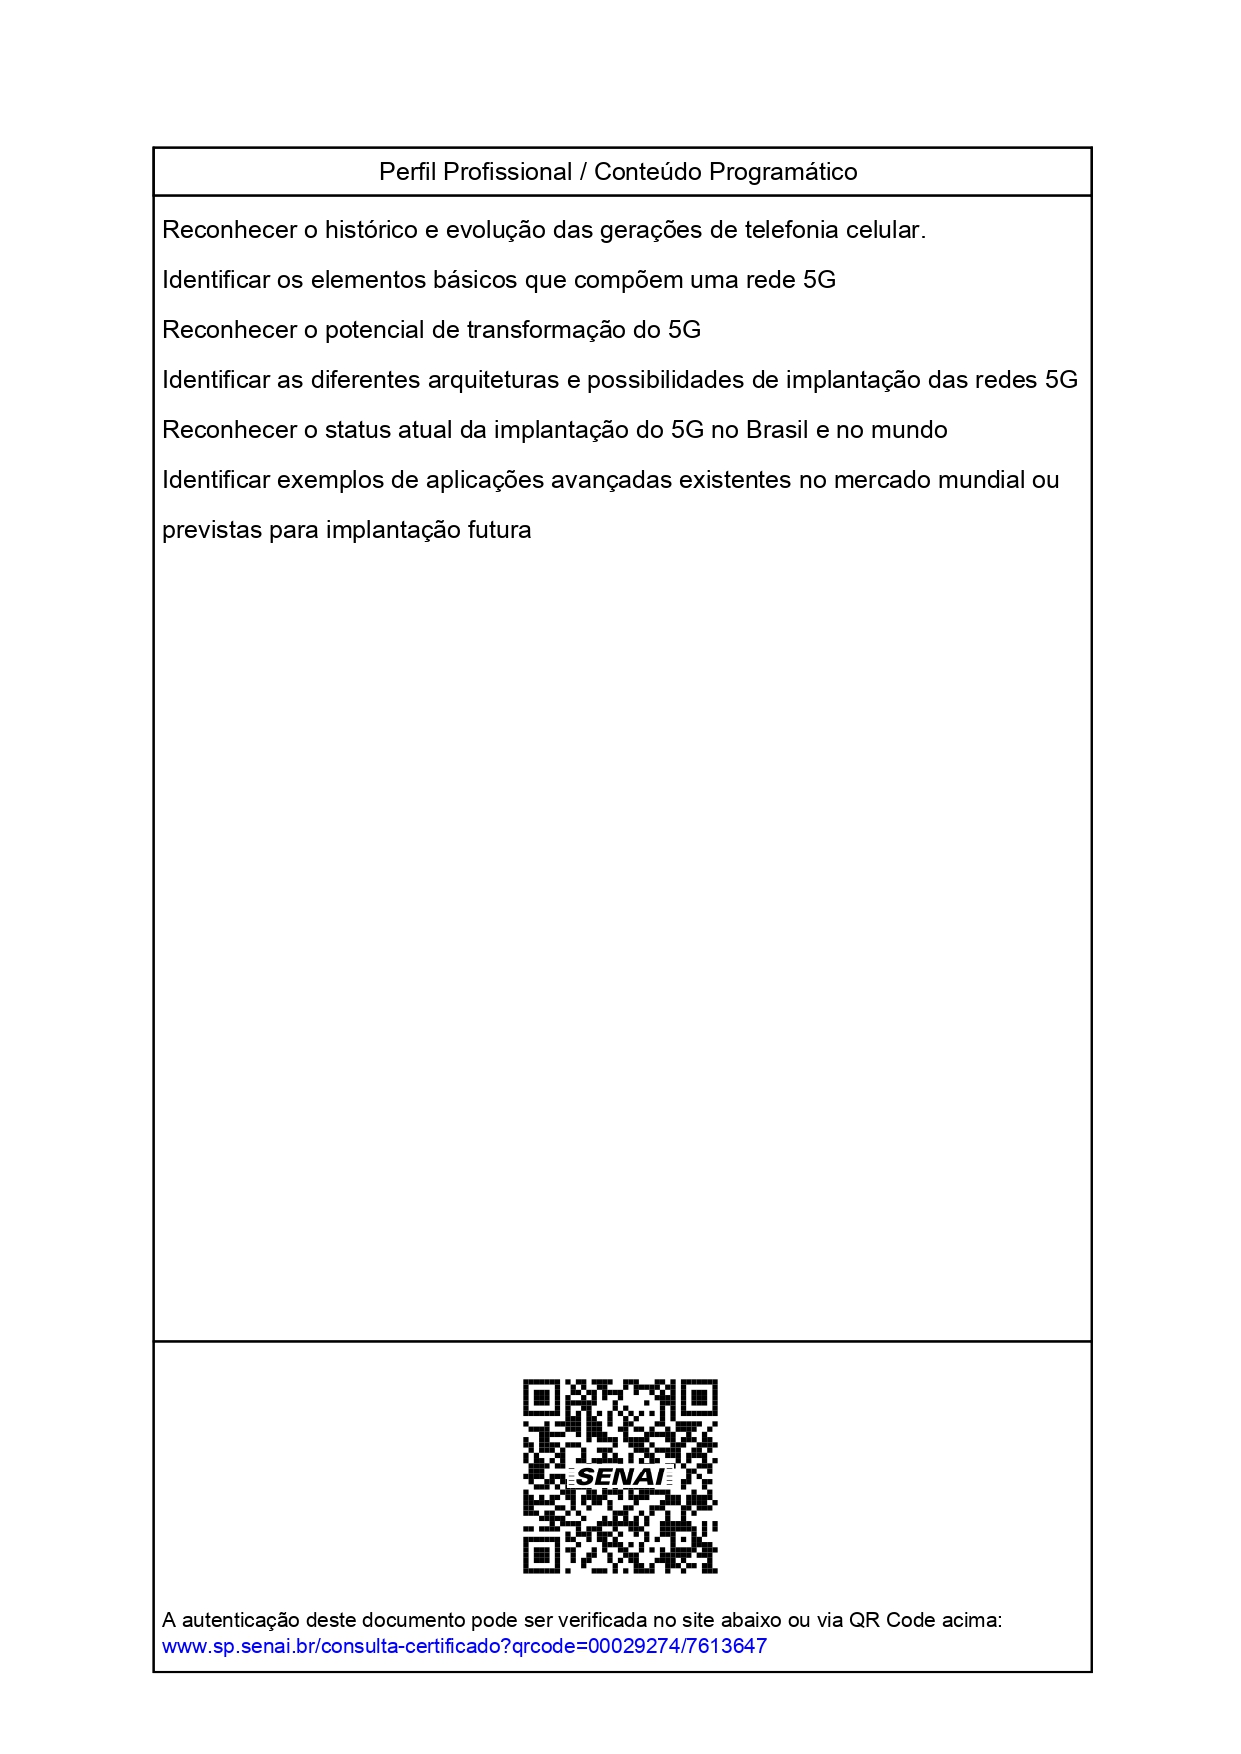 Perfil Profissional / Conteúdo Programático
Reconhecer o histórico e evolução das gerações de telefonia celular.
Identificar os elementos básicos que compõem uma rede 5G
Reconhecer o potencial de transformação do 5G
Identificar as diferentes arquiteturas e possibilidades de implantação das redes 5G
Reconhecer o status atual da implantação do 5G no Brasil e no mundo
Identificar exemplos de aplicações avançadas existentes no mercado mundial ou
previstas para implantação futura
SENAI
A autenticação deste documento pode ser verificada no site abaixo ou via QR Code acima:
www.sp.senai.br/consulta-certificado?qrcode=00029274/7613647